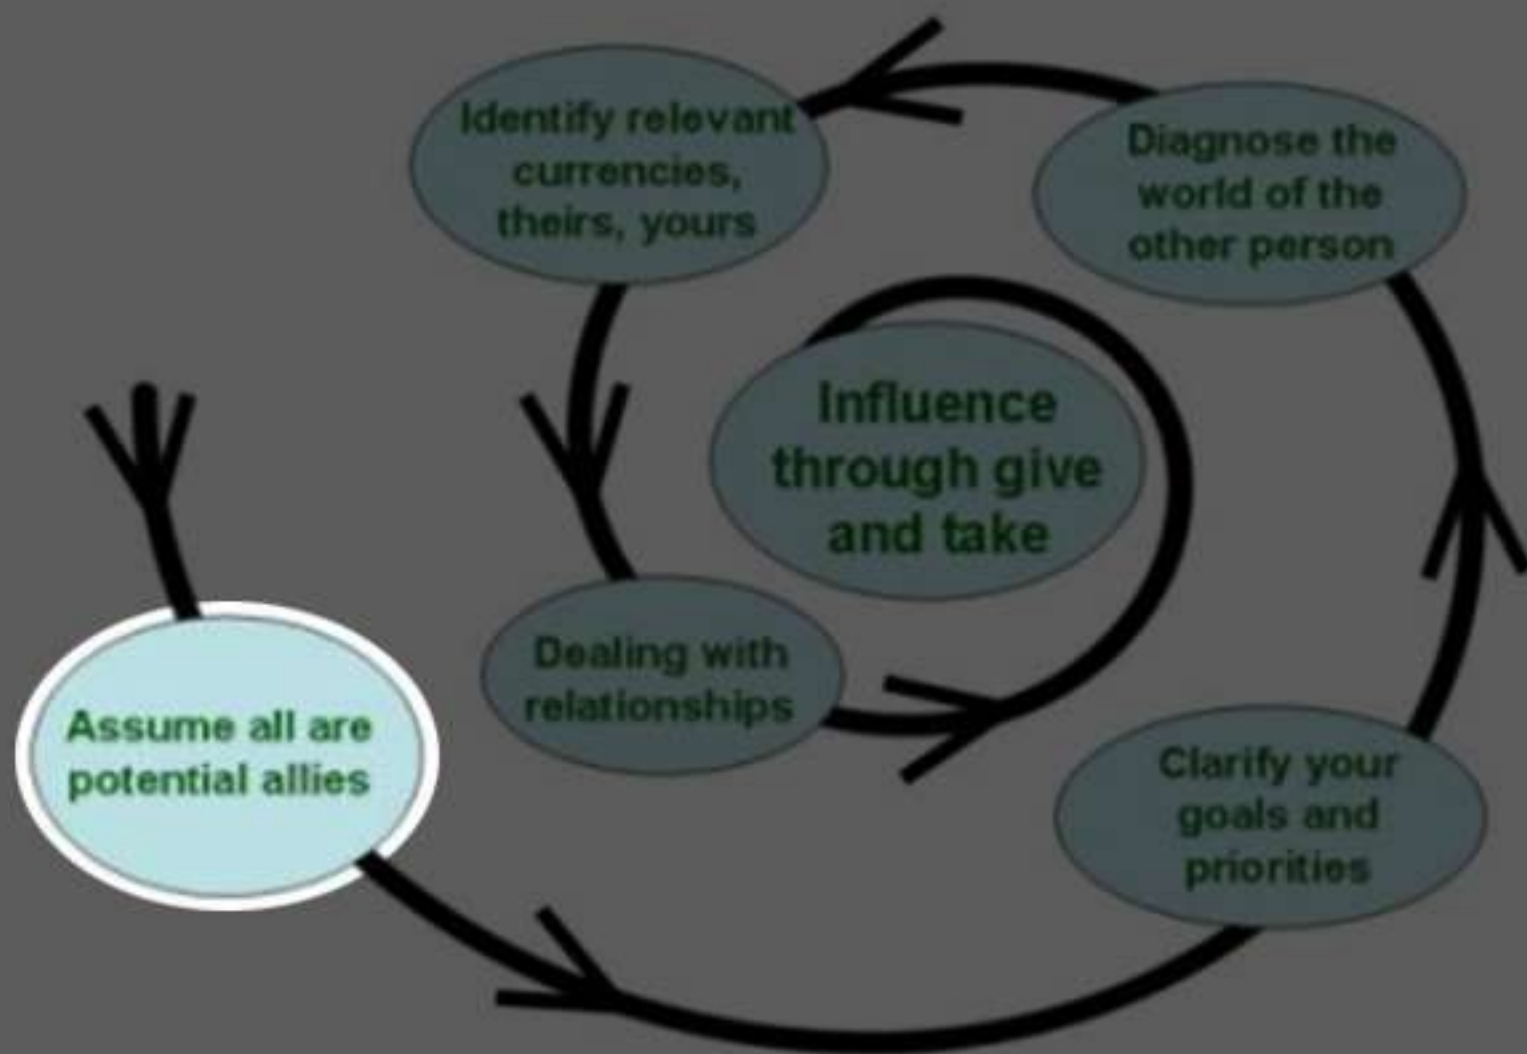 Identify relevant
currencies,
theirs, yours
Diagnose the
world of the
other person
Influence
through give
and take
Dealing with
relationships
Assume all are
potential allies
Clarify your
goals and
priorities